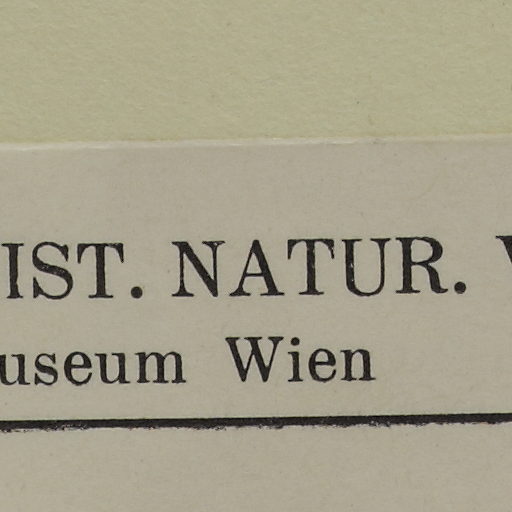 IST. NATUR.
useum Wien